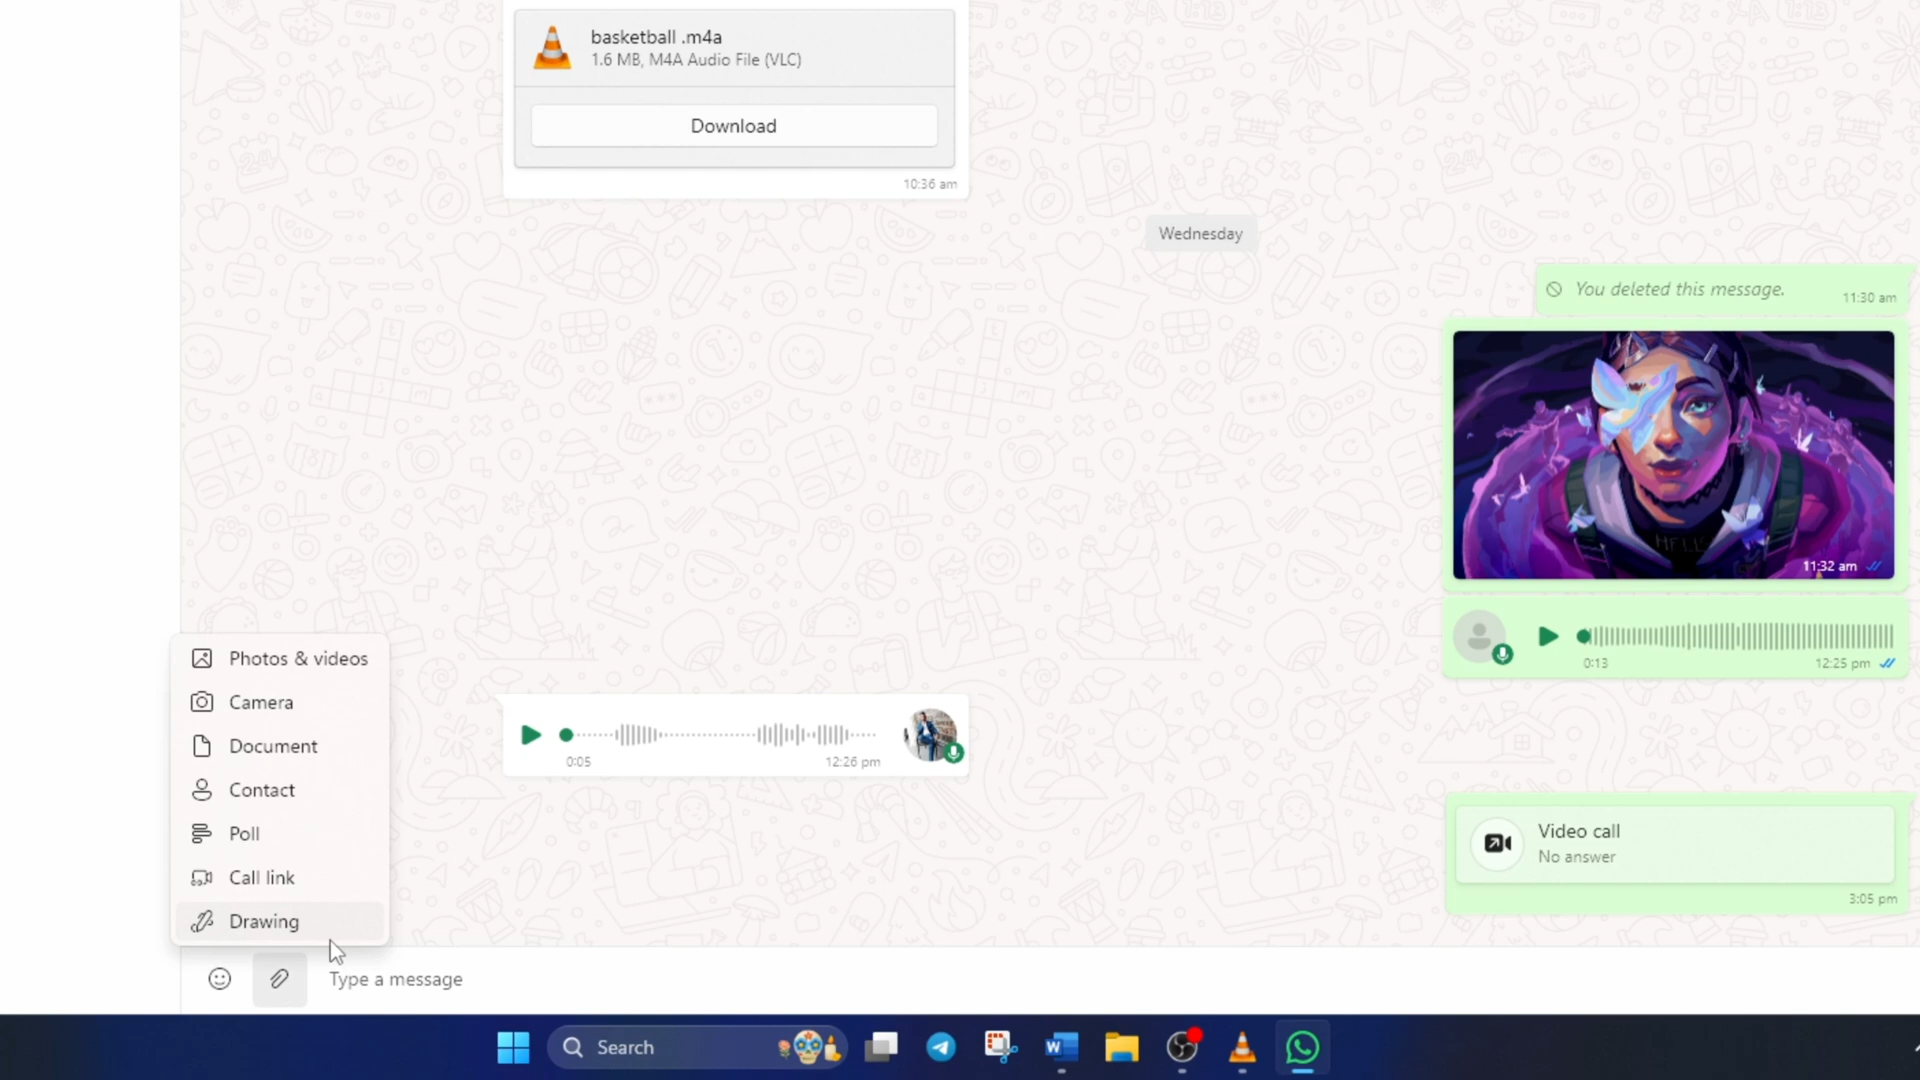 basketball .m4a
1.6 MB, M4A Audio File (VLC)
Download
10:36 am
Wednesday
You deleted this message.
11:30 am
HELLS
11:32 am
0:13
12:25 pm
0:05
12:26 pm
Video call
No answer
3:05 pm
Photos & videos
Camera
Document
Contact
Poll
Call link
Drawing
Type a message
Search